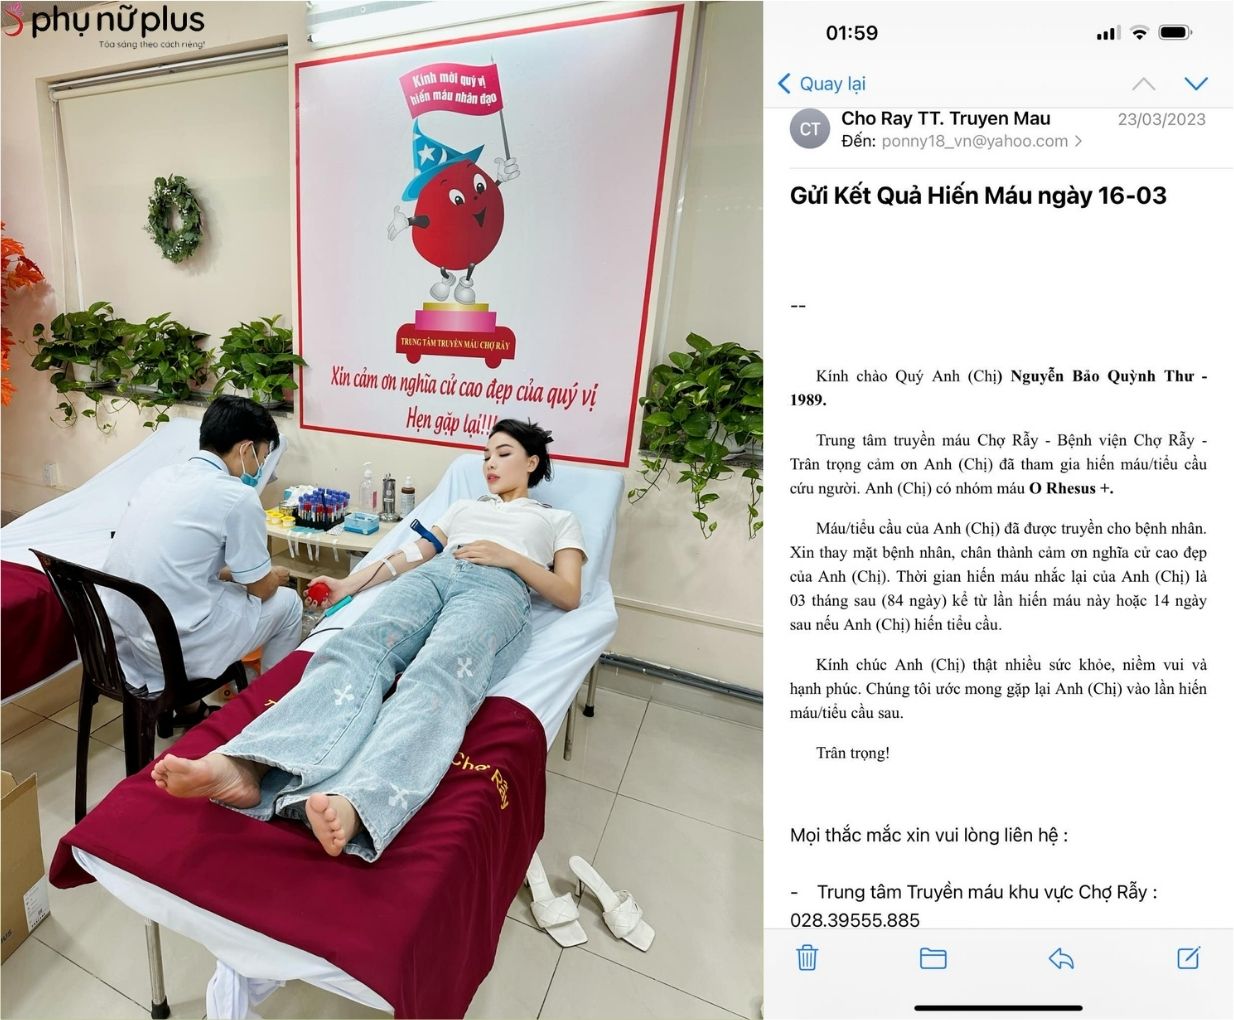 phụ nữ plus
Tỏa sáng theo cách riêng!
Kính mời quý vị
hiến máu nhân đạo
TRUNG TÂM TRUYỀN MÁU CHỢ RẪY
Xin cảm ơn nghĩa cử cao đẹp của quý vị
Hẹn gặp lại!!!
Chợ Rẫy
01:59
Quay lại
CT
Cho Ray TT. Truyen Mau
23/03/2023
Đến: ponny18_vn@yahoo.com
Gửi Kết Quả Hiến Máu ngày 16-03
--
Kính chào Quý Anh (Chị) Nguyễn Bảo Quỳnh Thư -
1989.
Trung tâm truyền máu Chợ Rẫy - Bệnh viện Chợ Rẫy -
Trân trọng cảm ơn Anh (Chị) đã tham gia hiến máu/tiểu cầu
cứu người. Anh (Chị) có nhóm máu O Rhesus +.
Máu/tiểu cầu của Anh (Chị) đã được truyền cho bệnh nhân.
Xin thay mặt bệnh nhân, chân thành cảm ơn nghĩa cử cao đẹp
của Anh (Chị). Thời gian hiến máu nhắc lại của Anh (Chị) là
03 tháng sau (84 ngày) kể từ lần hiến máu này hoặc 14 ngày
sau nếu Anh (Chị) hiến tiểu cầu.
Kính chúc Anh (Chị) thật nhiều sức khỏe, niềm vui và
hạnh phúc. Chúng tôi ước mong gặp lại Anh (Chị) vào lần hiến
máu/tiểu cầu sau.
Trân trọng!
Mọi thắc mắc xin vui lòng liên hệ :
- Trung tâm Truyền máu khu vực Chợ Rẫy :
028.39555.885